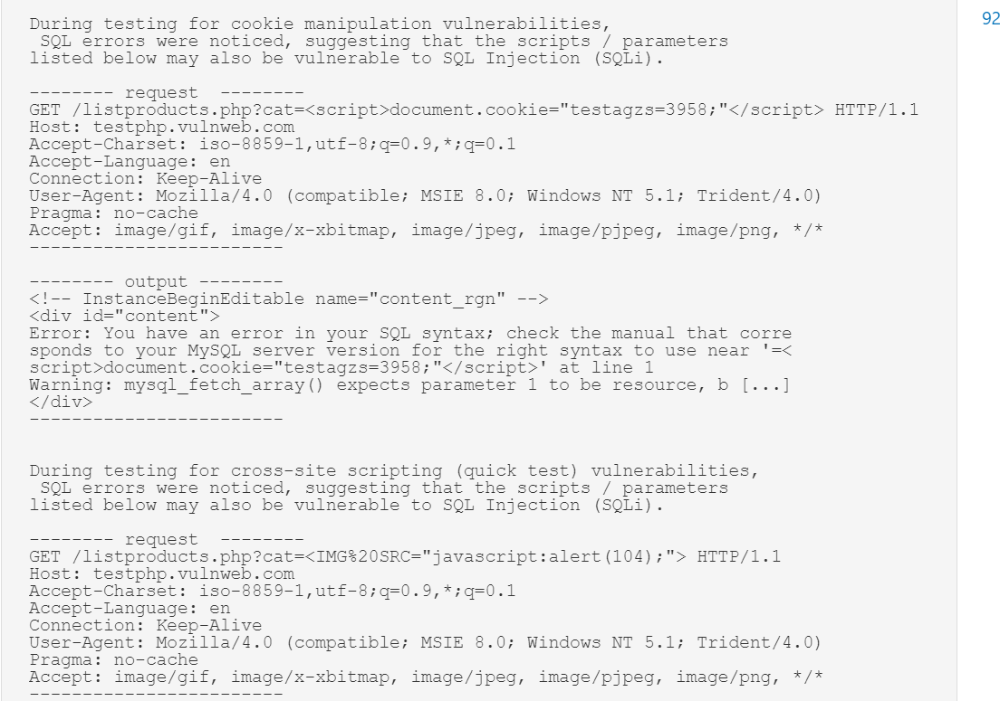 During testing for cookie manipulation vulnerabilities,
 SQL errors were noticed, suggesting that the scripts / parameters
listed below may also be vulnerable to SQL Injection (SQLi).
-------- request  --------
GET /listproducts.php?cat=<script>document.cookie="testagzs=3958;"</script> HTTP/1.1
Host: testphp.vulnweb.com
Accept-Charset: iso-8859-1,utf-8;q=0.9,*;q=0.1
Accept-Language: en
Connection: Keep-Alive
User-Agent: Mozilla/4.0 (compatible; MSIE 8.0; Windows NT 5.1; Trident/4.0)
Pragma: no-cache
Accept: image/gif, image/x-xbitmap, image/jpeg, image/pjpeg, image/png, */*
------------------------
-------- output --------
<!-- InstanceBeginEditable name="content_rgn" -->
<div id="content">
Error: You have an error in your SQL syntax; check the manual that corre
sponds to your MySQL server version for the right syntax to use near '=<
script>document.cookie="testagzs=3958;"</script>' at line 1
Warning: mysql_fetch_array() expects parameter 1 to be resource, b [...]
</div>
------------------------
During testing for cross-site scripting (quick test) vulnerabilities,
 SQL errors were noticed, suggesting that the scripts / parameters
listed below may also be vulnerable to SQL Injection (SQLi).
-------- request  --------
GET /listproducts.php?cat=<IMG%20SRC="javascript:alert(104);"> HTTP/1.1
Host: testphp.vulnweb.com
Accept-Charset: iso-8859-1,utf-8;q=0.9,*;q=0.1
Accept-Language: en
Connection: Keep-Alive
User-Agent: Mozilla/4.0 (compatible; MSIE 8.0; Windows NT 5.1; Trident/4.0)
Pragma: no-cache
Accept: image/gif, image/x-xbitmap, image/jpeg, image/pjpeg, image/png, */*
------------------------
92